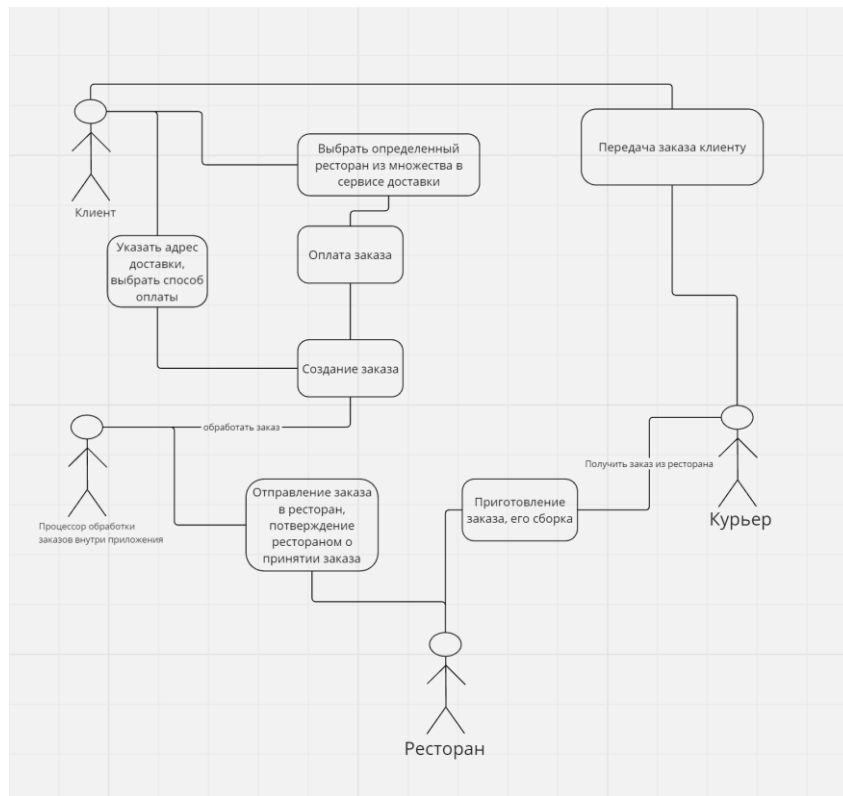 Выбрать определенный
ресторан из множества в
сервисе доставки
Передача заказа клиенту
Клиент
Указать адрес
доставки,
выбрать способ
оплаты
Оплата заказа
Создание заказа
обработать заказ
Процессор обработки
заказов внутри приложения
Отправление заказа
в ресторан,
потверждение
рестораном о
принятии заказа
Приготовление
заказа, его сборка
Получить заказ из ресторана
Курьер
Ресторан